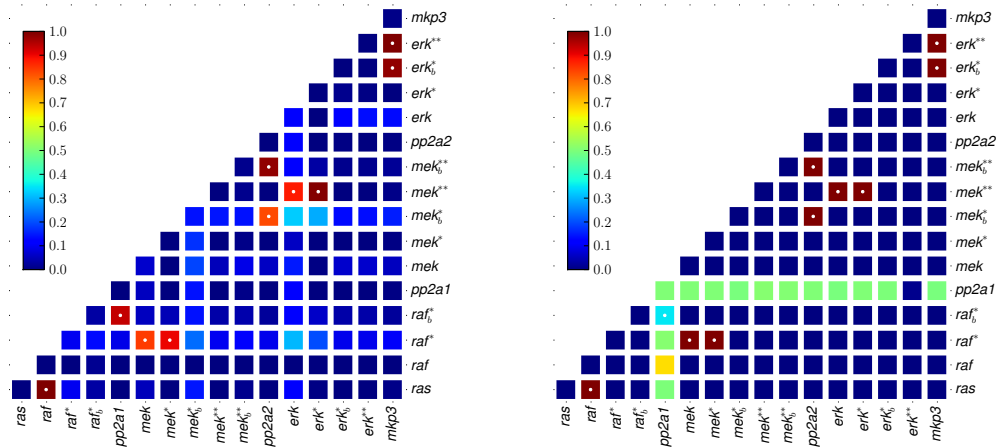 1.0
0.9
0.8
0.7
0.6
0.5
0.4
0.3
0.2
0.1
0.0
mkp3
erk**
erk*b
erk*
erk
pp2a2
mek**b
mek**
mek*b
mek*
mek
pp2a1
raf*b
raf*
raf
ras
ras raf raf* raf*b pp2a1 mek mek* mek*b mek** mek**b pp2a2 erk erk* erk*b erk** mkp3
1.0
0.9
0.8
0.7
0.6
0.5
0.4
0.3
0.2
0.1
0.0
mkp3
erk**
erk*b
erk*
erk
pp2a2
mek**b
mek**
mek*b
mek*
mek
pp2a1
raf*b
raf*
raf
ras
ras raf raf* raf*b pp2a1 mek mek* mek*b mek** mek**b pp2a2 erk erk* erk*b erk** mkp3